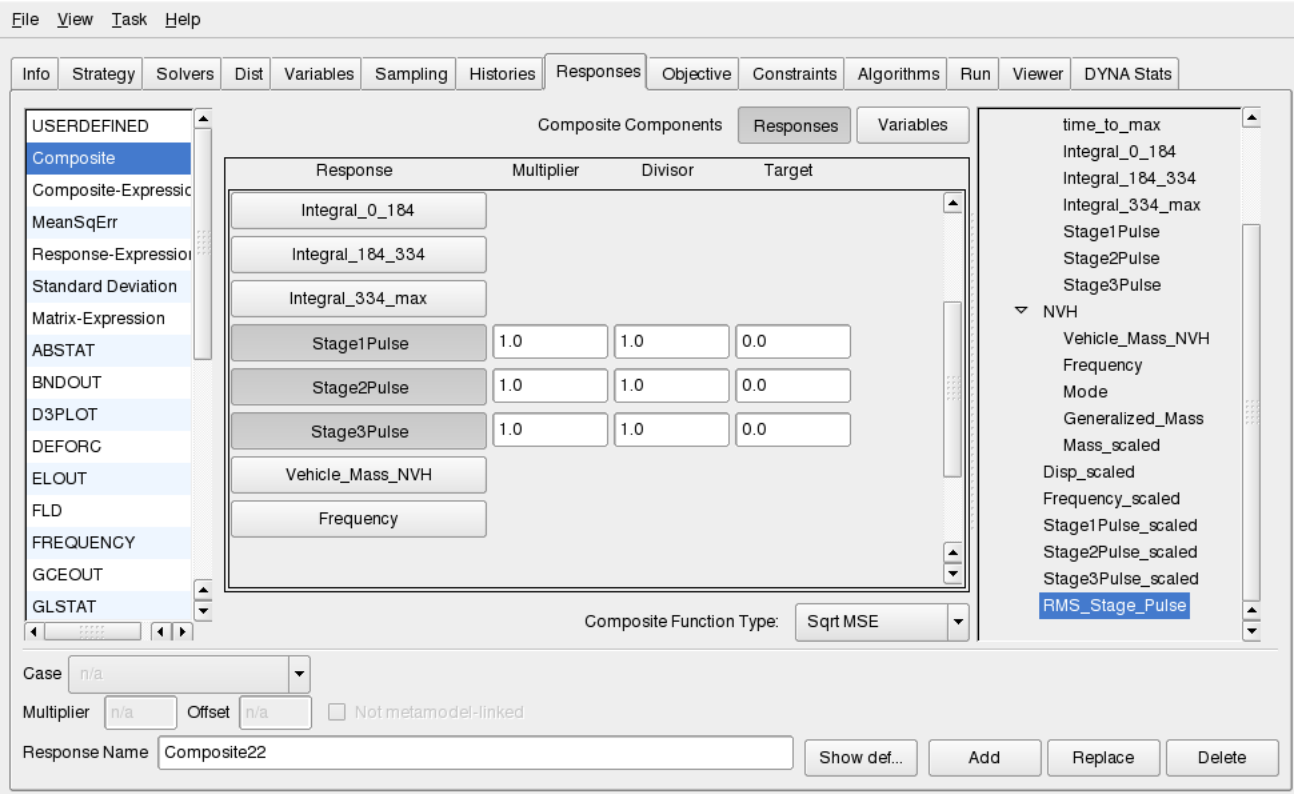 File View Task Help
Info Strategy Solvers Dist Variables Sampling Histories Responses Objective Constraints Algorithms Run Viewer DYNA Stats
USERDEFINED
Composite
Composite-Expressic
MeanSqErr
Response-Expression
Standard Deviation
Matrix-Expression
ABSTAT
BNDOUT
D3PLOT
DEFORC
ELOUT
FLD
FREQUENCY
GCEOUT
GLSTAT
Composite Components Responses Variables
Response Multiplier Divisor Target
Integral_0_184
Integral_184_334
Integral_334_max
Stage1Pulse 1.0 1.0 0.0
Stage2Pulse 1.0 1.0 0.0
Stage3Pulse 1.0 1.0 0.0
Vehicle_Mass_NVH
Frequency
Composite Function Type: Sqrt MSE
time_to_max
Integral_0_184
Integral_184_334
Integral_334_max
Stage1Pulse
Stage2Pulse
Stage3Pulse
NVH
Vehicle_Mass_NVH
Frequency
Mode
Generalized_Mass
Mass_scaled
Disp_scaled
Frequency_scaled
Stage1Pulse_scaled
Stage2Pulse_scaled
Stage3Pulse_scaled
RMS_Stage_Pulse
Case n/a
Multiplier n/a Offset n/a Not metamodel-linked
Response Name Composite22 Show def... Add Replace Delete